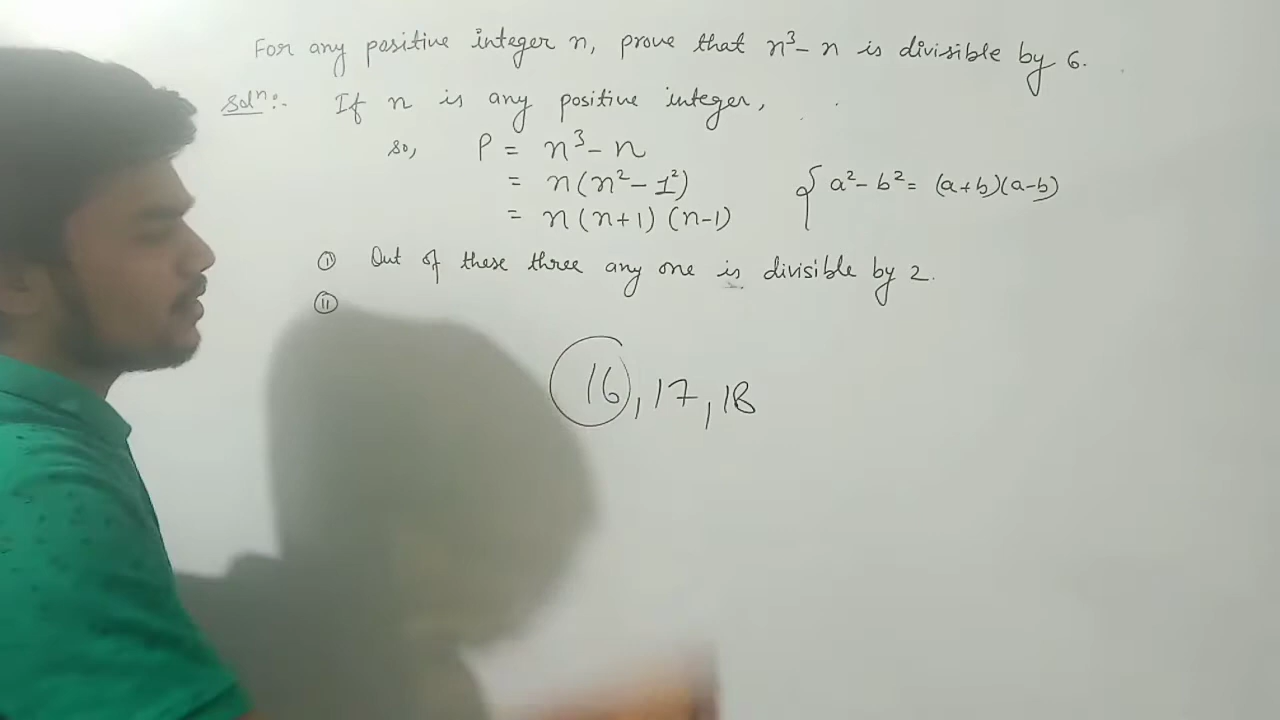 For any positive integer n, prove that n³ - n is divisible by 6.
Solⁿ:- If n is any positive integer,
so, P = n³ - n
= n(n² - 1²) { a² - b² = (a+b)(a-b)
= n(n+1)(n-1)
(i) Out of these three any one is divisible by 2.
(ii)
16, 17, 18